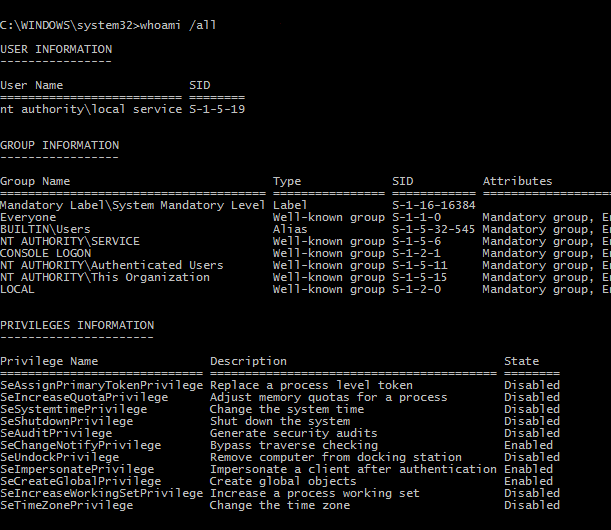 C:\WINDOWS\system32>whoami /all
USER INFORMATION
----------------
User Name SID
========================== ========
nt authority\local service S-1-5-19
GROUP INFORMATION
-----------------
Group Name Type SID Attributes
====================================== ================ ============ ==================
Mandatory Label\System Mandatory Level Label S-1-16-16384
Everyone Well-known group S-1-1-0 Mandatory group, En
BUILTIN\Users Alias S-1-5-32-545 Mandatory group, En
NT AUTHORITY\SERVICE Well-known group S-1-5-6 Mandatory group, En
CONSOLE LOGON Well-known group S-1-2-1 Mandatory group, En
NT AUTHORITY\Authenticated Users Well-known group S-1-5-11 Mandatory group, En
NT AUTHORITY\This Organization Well-known group S-1-5-15 Mandatory group, En
LOCAL Well-known group S-1-2-0 Mandatory group, En
PRIVILEGES INFORMATION
----------------------
Privilege Name Description State
============================= ========================================= ========
SeAssignPrimaryTokenPrivilege Replace a process level token Disabled
SeIncreaseQuotaPrivilege Adjust memory quotas for a process Disabled
SeSystemtimePrivilege Change the system time Disabled
SeShutdownPrivilege Shut down the system Disabled
SeAuditPrivilege Generate security audits Disabled
SeChangeNotifyPrivilege Bypass traverse checking Enabled
SeUndockPrivilege Remove computer from docking station Disabled
SeImpersonatePrivilege Impersonate a client after authentication Enabled
SeCreateGlobalPrivilege Create global objects Enabled
SeIncreaseWorkingSetPrivilege Increase a process working set Disabled
SeTimeZonePrivilege Change the time zone Disabled